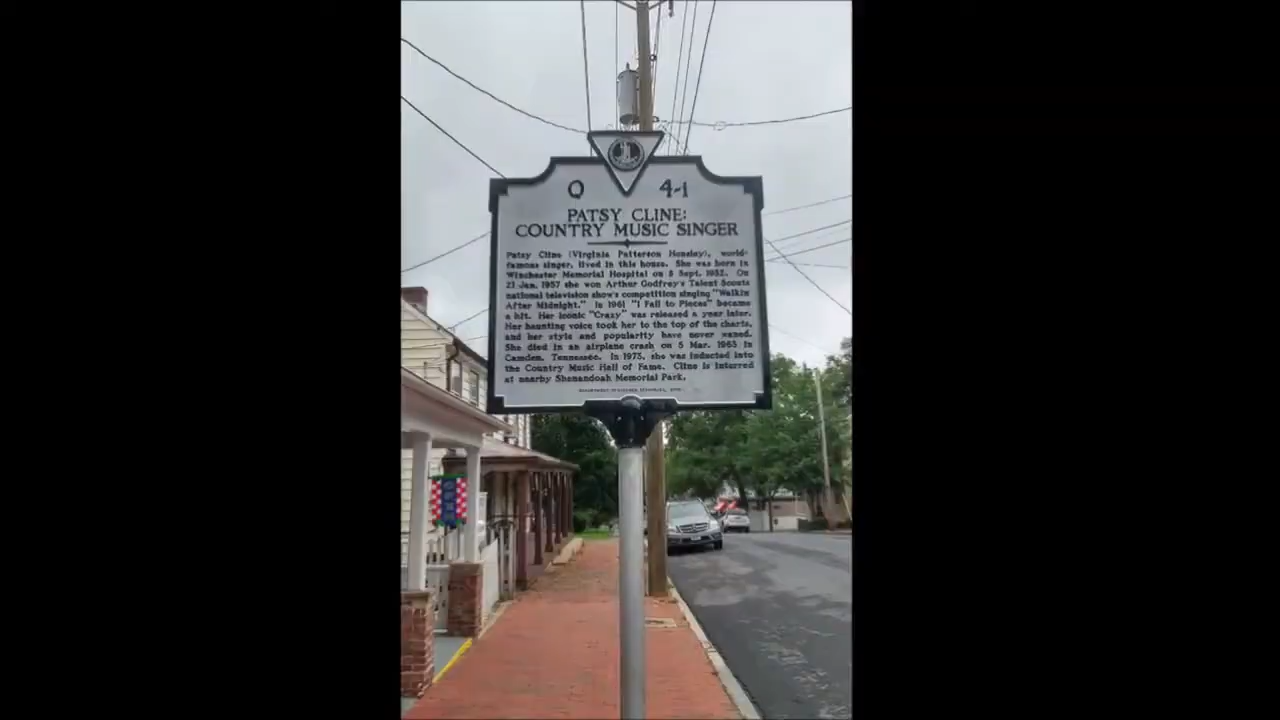 Q 4-1
PATSY CLINE:
COUNTRY MUSIC SINGER
Patsy Cline (Virginia Patterson Hensley), world-
famous singer, lived in this house. She was born in
Winchester Memorial Hospital on 8 Sept. 1932. On
21 Jan. 1957 she won Arthur Godfrey's Talent Scouts
national television show's competition singing "Walkin'
After Midnight." In 1961 "I Fall to Pieces" became
a hit. Her iconic "Crazy" was released a year later.
Her haunting voice took her to the top of the charts,
and her style and popularity have never waned.
She died in an airplane crash on 5 Mar. 1963 in
Camden, Tennessee. In 1973, she was inducted into
the Country Music Hall of Fame. Cline is interred
at nearby Shenandoah Memorial Park.
DEPARTMENT OF HISTORIC RESOURCES,